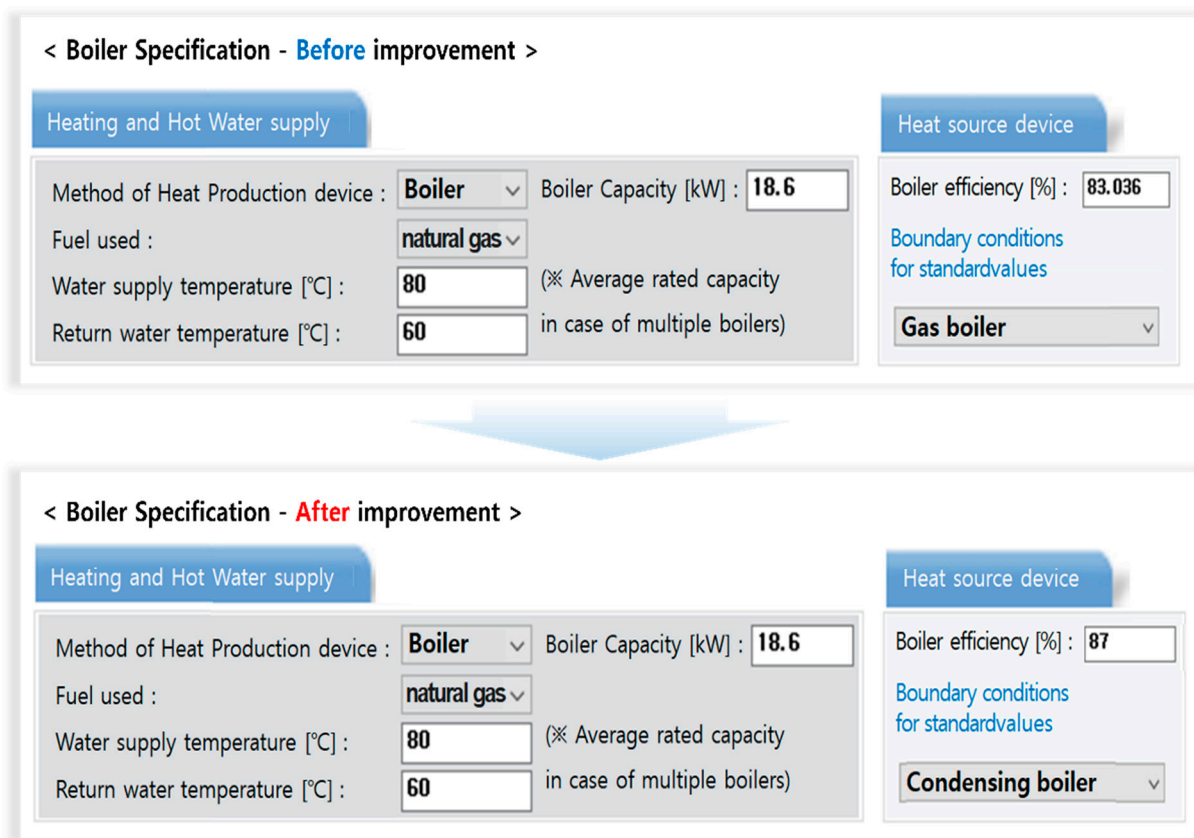 < Boiler Specification - Before improvement >
Heating and Hot Water supply
Heat source device
Method of Heat Production device : Boiler Boiler Capacity [kW] : 18.6
Boiler efficiency [%] : 83.036
Fuel used : natural gas
Boundary conditions
for standardvalues
Water supply temperature [℃] : 80 (※ Average rated capacity
Return water temperature [℃] : 60 in case of multiple boilers)
Gas boiler
< Boiler Specification - After improvement >
Heating and Hot Water supply
Heat source device
Method of Heat Production device : Boiler Boiler Capacity [kW] : 18.6
Boiler efficiency [%] : 87
Fuel used : natural gas
Boundary conditions
for standardvalues
Water supply temperature [℃] : 80 (※ Average rated capacity
Return water temperature [℃] : 60 in case of multiple boilers)
Condensing boiler